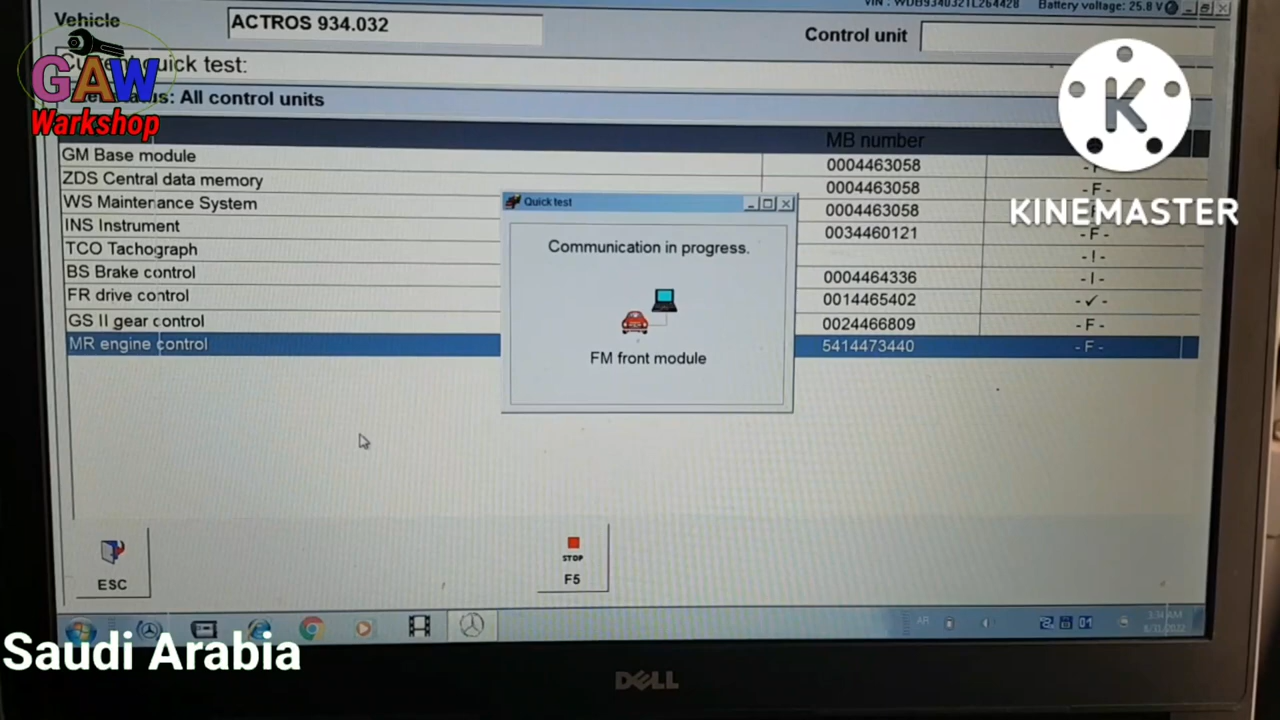 Battery voltage: 25.8 V
Vehicle
ACTROS 934.032
Control unit
quick test:
All control units
GAW
Warkshop
KINEMASTER
MB number
GM Base module 0004463058
ZDS Central data memory 0004463058 - F -
WS Maintenance System 0004463058
INS Instrument 0034460121 - F -
TCO Tachograph - ! -
BS Brake control 0004464336 - I -
FR drive control 0014465402 - ✓ -
GS II gear control 0024466809 - F -
MR engine control 5414473440 - F -
Quick test
Communication in progress.
FM front module
ESC
STOP
F5
AR
Saudi Arabia
DELL